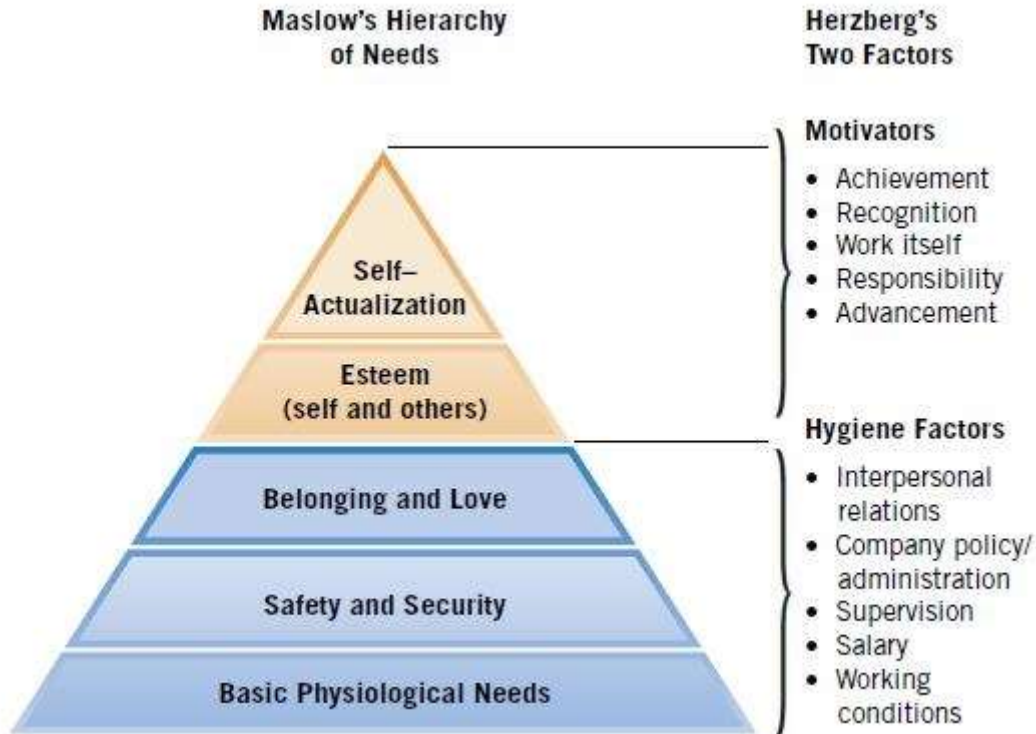 Maslow's Hierarchy
of Needs
Self–
Actualization
Esteem
(self and others)
Belonging and Love
Safety and Security
Basic Physiological Needs
Herzberg's
Two Factors
Motivators
• Achievement
• Recognition
• Work itself
• Responsibility
• Advancement
Hygiene Factors
• Interpersonal
relations
• Company policy/
administration
• Supervision
• Salary
• Working
conditions